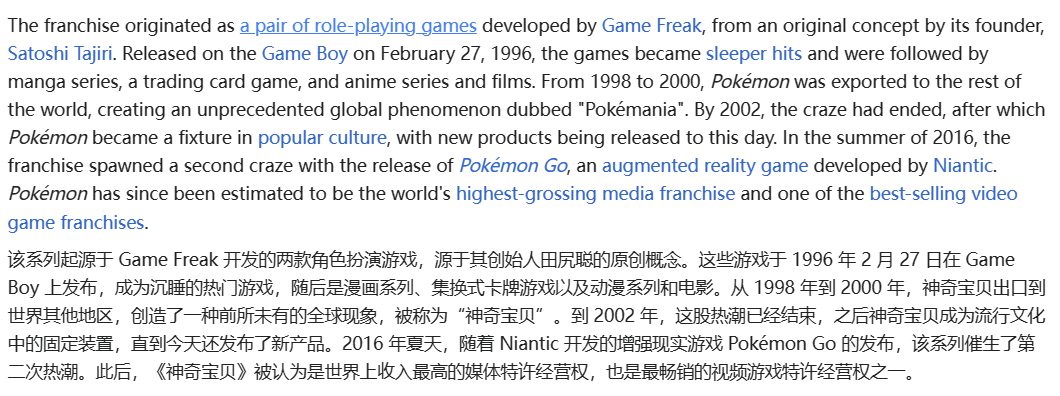 The franchise originated as a pair of role-playing games developed by Game Freak, from an original concept by its founder,
Satoshi Tajiri. Released on the Game Boy on February 27, 1996, the games became sleeper hits and were followed by
manga series, a trading card game, and anime series and films. From 1998 to 2000, Pokémon was exported to the rest of
the world, creating an unprecedented global phenomenon dubbed "Pokémania". By 2002, the craze had ended, after which
Pokémon became a fixture in popular culture, with new products being released to this day. In the summer of 2016, the
franchise spawned a second craze with the release of Pokémon Go, an augmented reality game developed by Niantic.
Pokémon has since been estimated to be the world's highest-grossing media franchise and one of the best-selling video
game franchises.
该系列起源于 Game Freak 开发的两款角色扮演游戏，源于其创始人田尻聪的原创概念。这些游戏于 1996 年 2 月 27 日在 Game
Boy 上发布，成为沉睡的热门游戏，随后是漫画系列、集换式卡牌游戏以及动漫系列和电影。从 1998 年到 2000 年，神奇宝贝出口到
世界其他地区，创造了一种前所未有的全球现象，被称为“神奇宝贝”。到 2002 年，这股热潮已经结束，之后神奇宝贝成为流行文化
中的固定装置，直到今天还发布了新产品。2016 年夏天，随着 Niantic 开发的增强现实游戏 Pokémon Go 的发布，该系列催生了第
二次热潮。此后，《神奇宝贝》被认为是世界上收入最高的媒体特许经营权，也是最畅销的视频游戏特许经营权之一。